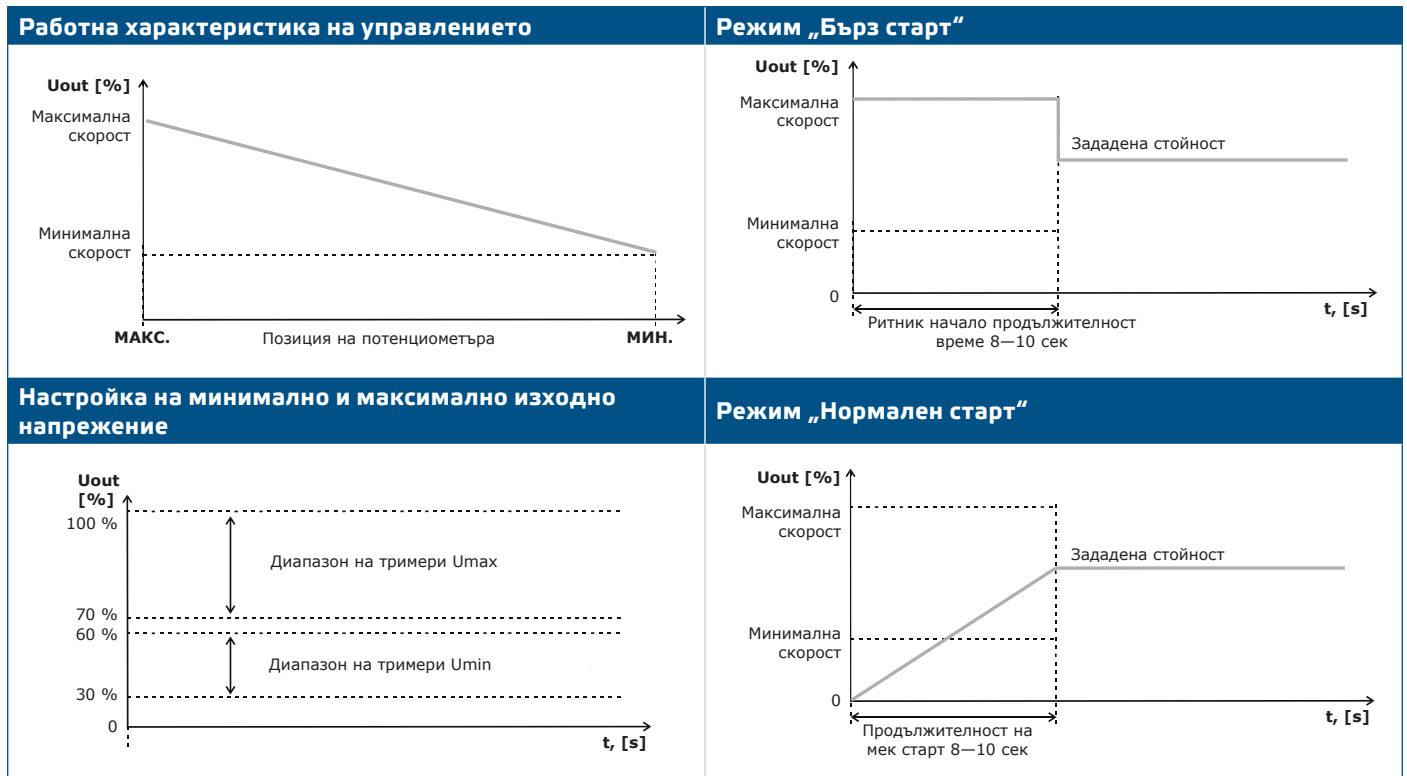 Работна характеристика на управлението
Uout [%]
Максимална
скорост
Минимална
скорост
МАКС.
Позиция на потенциометъра
МИН.
Режим „Бърз старт“
Uout [%]
Максимална
скорост
Зададена стойност
Минимална
скорост
0
t, [s]
Ритник начало продължителност
време 8—10 сек
Настройка на минимално и максимално изходно
напрежение
Uout
[%]
100 %
Диапазон на тримери Umax
70 %
60 %
Диапазон на тримери Umin
30 %
0
t, [s]
Режим „Нормален старт“
Uout [%]
Максимална
скорост
Зададена стойност
Минимална
скорост
0
t, [s]
Продължителност на
мек старт 8—10 сек